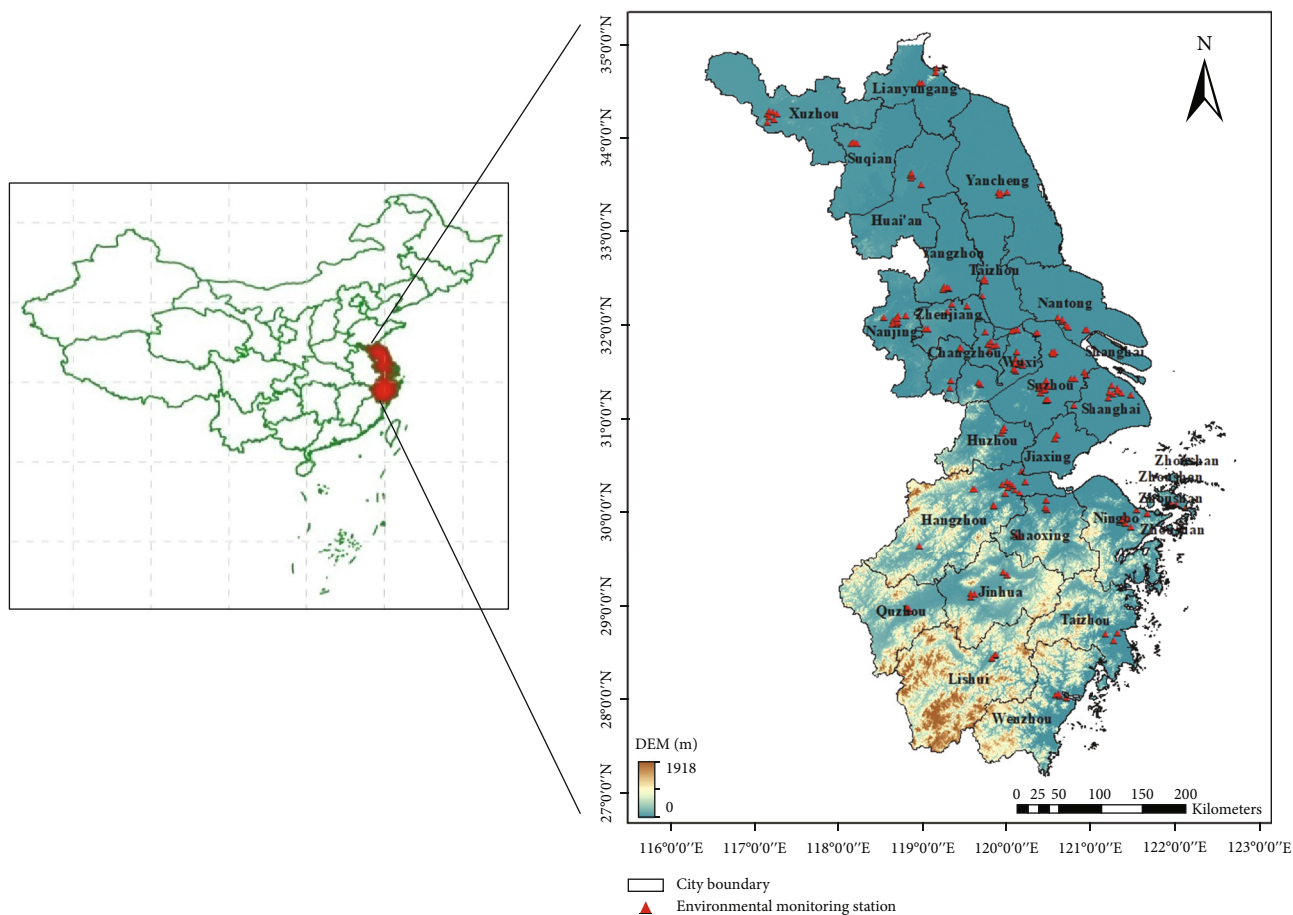 N
35°0'0"N
34°0'0"N
33°0'0"N
32°0'0"N
31°0'0"N
30°0'0"N
29°0'0"N
28°0'0"N
27°0'0"N
Lianyungang
Xuzhou
Suqian
Yancheng
Huai'an
Yangzhou
Taizhou
Nantong
Zhenjiang
Nanjing
Changzhou
Wuxi
Shanghai
Suzhou
Shanghai
Huzhou
Jiaxing
Zhoushan
Zhoushan
Zhoushan
Zhoushan
Hangzhou
Ningbo
Shaoxing
Jinhua
Quzhou
Taizhou
Lishui
Wenzhou
DEM (m)
1918
0
0 25 50 100 150 200
Kilometers
116°0'0"E 117°0'0"E 118°0'0"E 119°0'0"E 120°0'0"E 121°0'0"E 122°0'0"E 123°0'0"E
City boundary
Environmental monitoring station